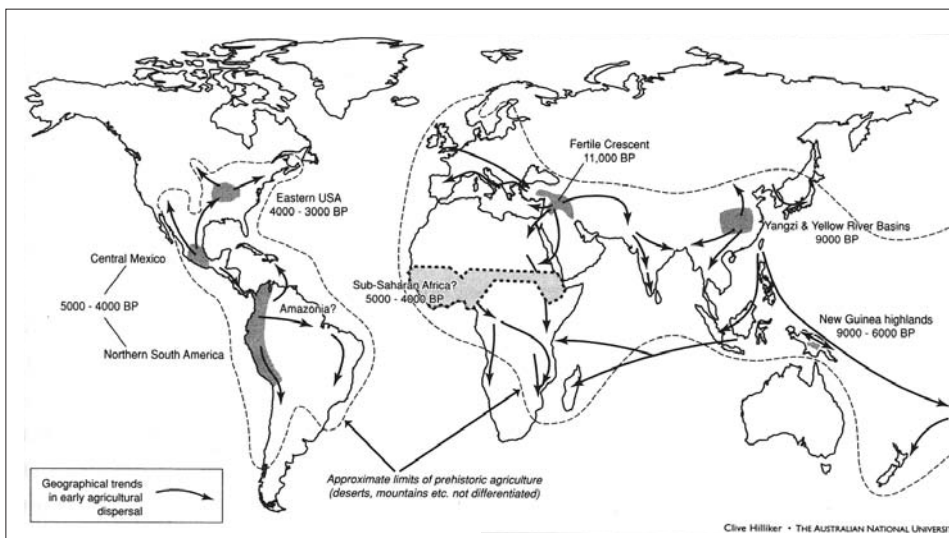 Fertile Crescent
11,000 BP
Eastern USA
4000 - 3000 BP
Yangzi & Yellow River Basins
9000 BP
Central Mexico
5000 - 4000 BP
Northern South America
Amazonia?
Sub-Saharan Africa?
5000 - 4000 BP
New Guinea highlands
9000 - 6000 BP
Approximate limits of prehistoric agriculture
(deserts, mountains etc. not differentiated)
Geographical trends
in early agricultural
dispersal
Clive Hilliker • THE AUSTRALIAN NATIONAL UNIVERSI